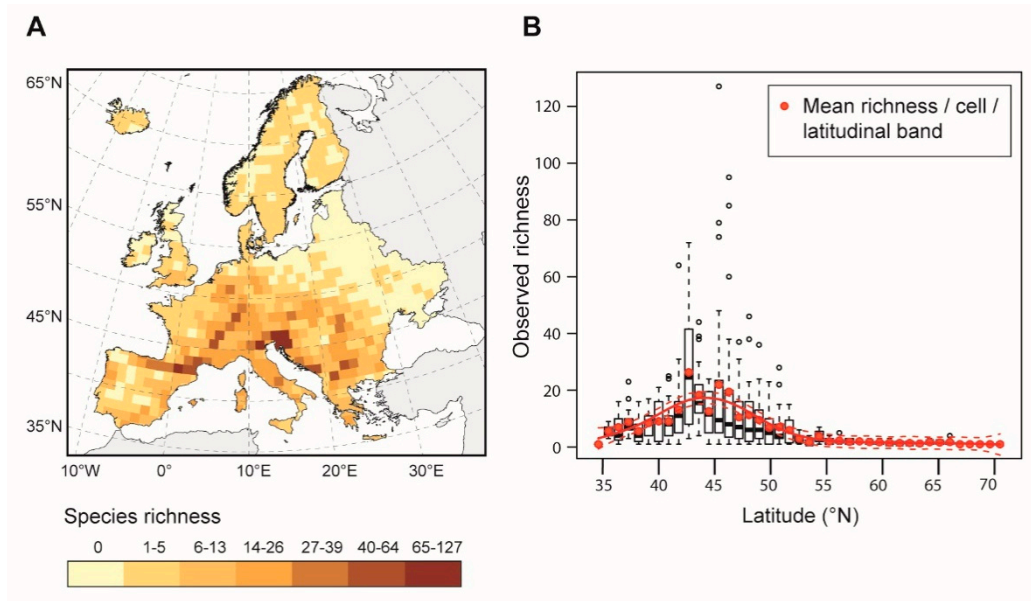 A
B
65°N
55°N
45°N
35°N
10°W 0° 10°E 20°E 30°E
Species richness
0 1-5 6-13 14-26 27-39 40-64 65-127
Mean richness / cell /
latitudinal band
Observed richness
120
100
80
60
40
20
0
35 40 45 50 55 60 65 70
Latitude (°N)